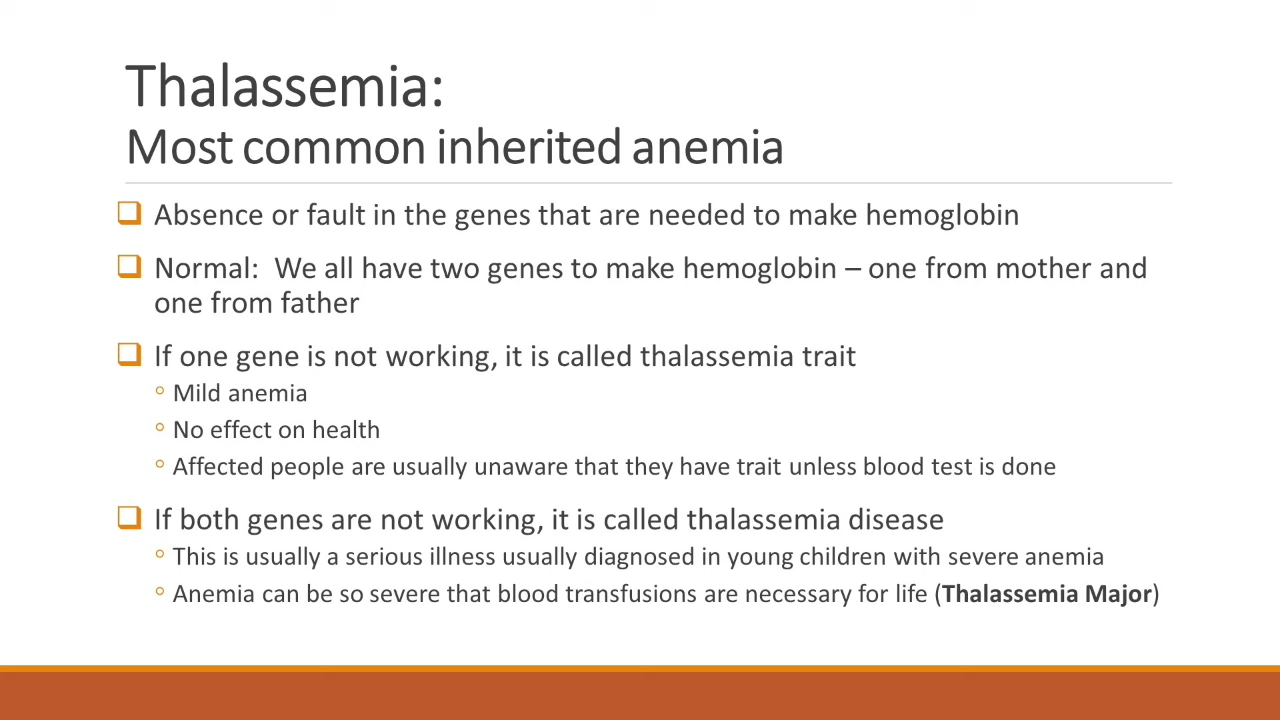 Thalassemia:
Most common inherited anemia
❑ Absence or fault in the genes that are needed to make hemoglobin
❑ Normal:  We all have two genes to make hemoglobin – one from mother and
one from father
❑ If one gene is not working, it is called thalassemia trait
◦ Mild anemia
◦ No effect on health
◦ Affected people are usually unaware that they have trait unless blood test is done
❑ If both genes are not working, it is called thalassemia disease
◦ This is usually a serious illness usually diagnosed in young children with severe anemia
◦ Anemia can be so severe that blood transfusions are necessary for life (Thalassemia Major)